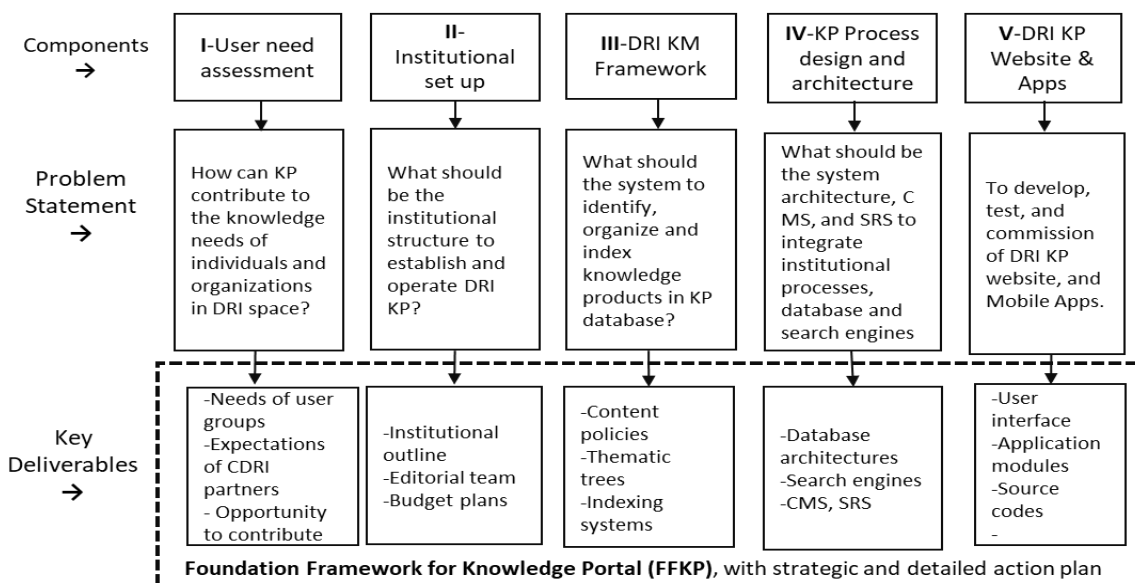 Components
→
I-User need
assessment
II-
Institutional
set up
III-DRI KM
Framework
IV-KP Process
design and
architecture
V-DRI KP
Website &
Apps
Problem
Statement
→
How can KP
contribute to
the knowledge
needs of
individuals and
organizations
in DRI space?
What should
be the
institutional
structure to
establish and
operate DRI
KP?
What should
the system to
identify,
organize and
index
knowledge
products in KP
database?
What should be
the system
architecture, C
MS, and SRS to
integrate
institutional
processes,
database and
search engines
To develop,
test, and
commission
of DRI KP
website, and
Mobile Apps.
Key
Deliverables
→
-Needs of user
groups
-Expectations
of CDRI
partners
- Opportunity
to contribute
-Institutional
outline
-Editorial team
-Budget plans
-Content
policies
-Thematic
trees
-Indexing
systems
-Database
architectures
-Search engines
-CMS, SRS
-User
interface
-Application
modules
-Source
codes
-
Foundation Framework for Knowledge Portal (FFKP), with strategic and detailed action plan